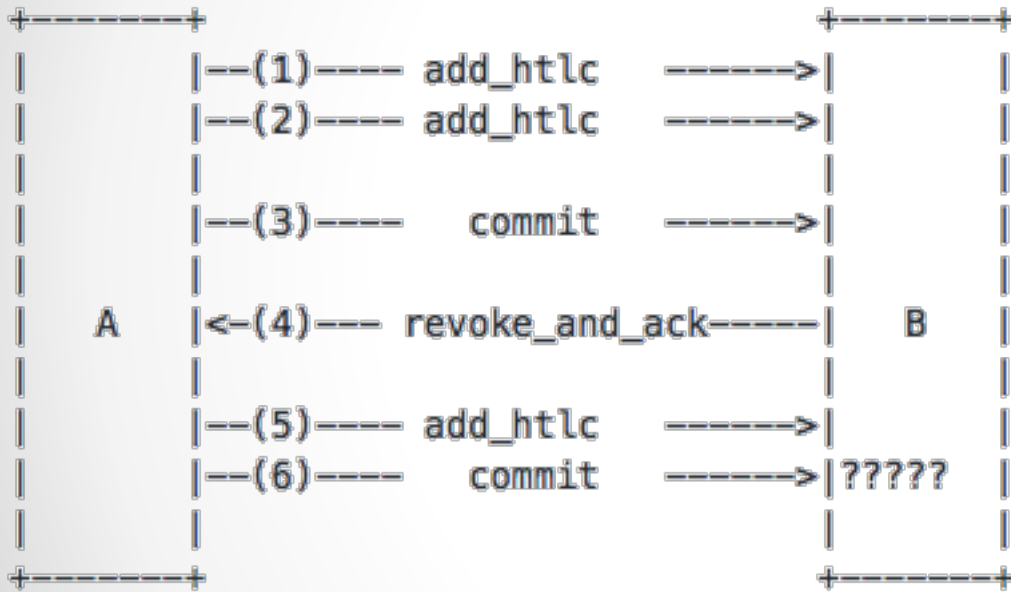 +-------+ +-------+
| |--(1)---- add_htlc ------>| |
| |--(2)---- add_htlc ------>| |
| | | |
| |--(3)---- commit ------>| |
| | | |
| A |<-(4)--- revoke_and_ack-----| B |
| | | |
| |--(5)---- add_htlc ------>| |
| |--(6)---- commit ------>|????? |
| | | |
+-------+ +-------+